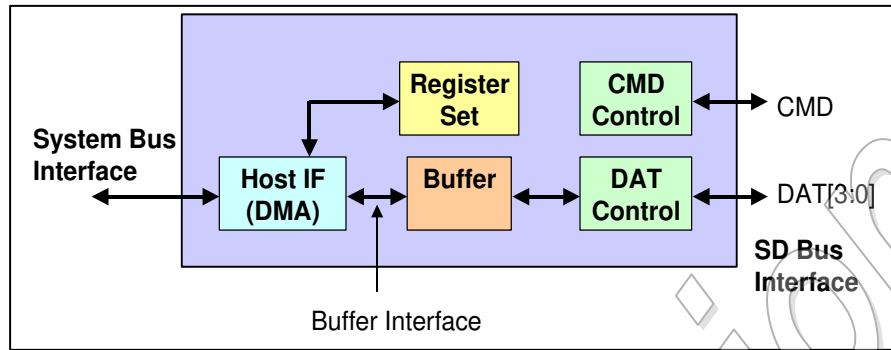 Register
Set
CMD
Control
CMD
System Bus
Interface
Host IF
(DMA)
Buffer
DAT
Control
DAT[3:0]
SD Bus
Interface
Buffer Interface